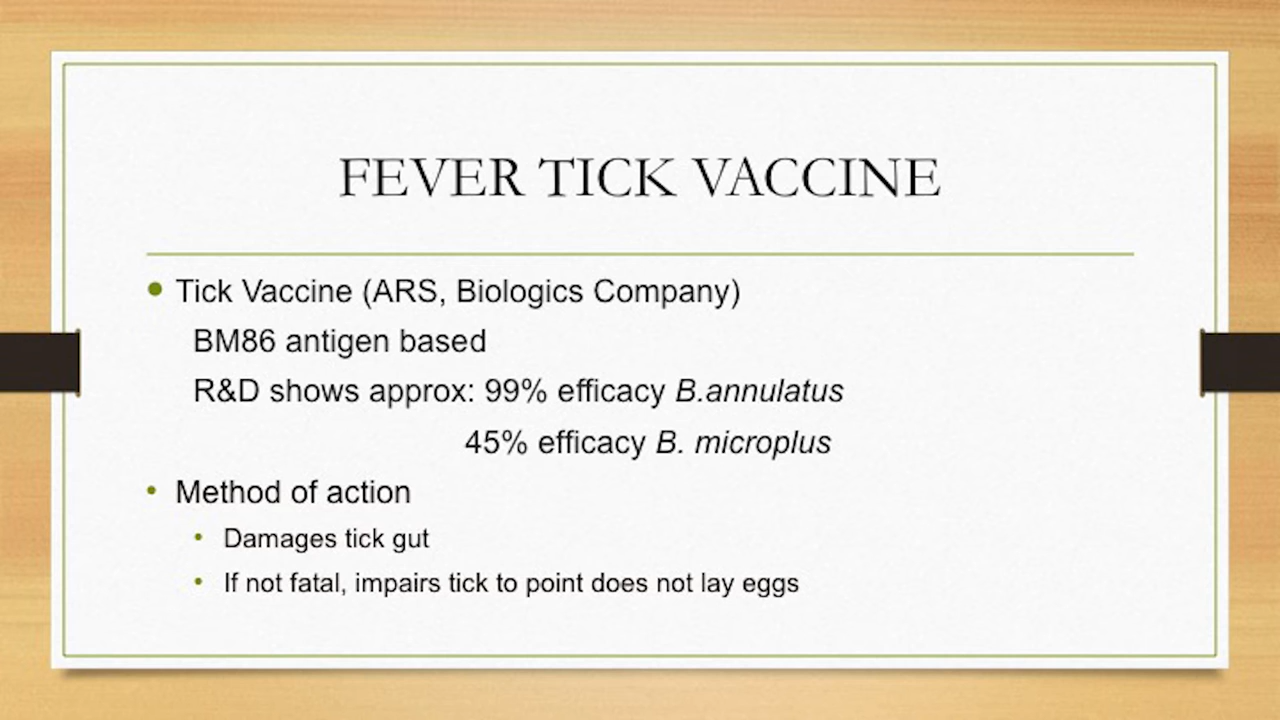 FEVER TICK VACCINE
Tick Vaccine (ARS, Biologics Company)
BM86 antigen based
R&D shows approx: 99% efficacy B.annulatus
45% efficacy B. microplus
Method of action
Damages tick gut
If not fatal, impairs tick to point does not lay eggs